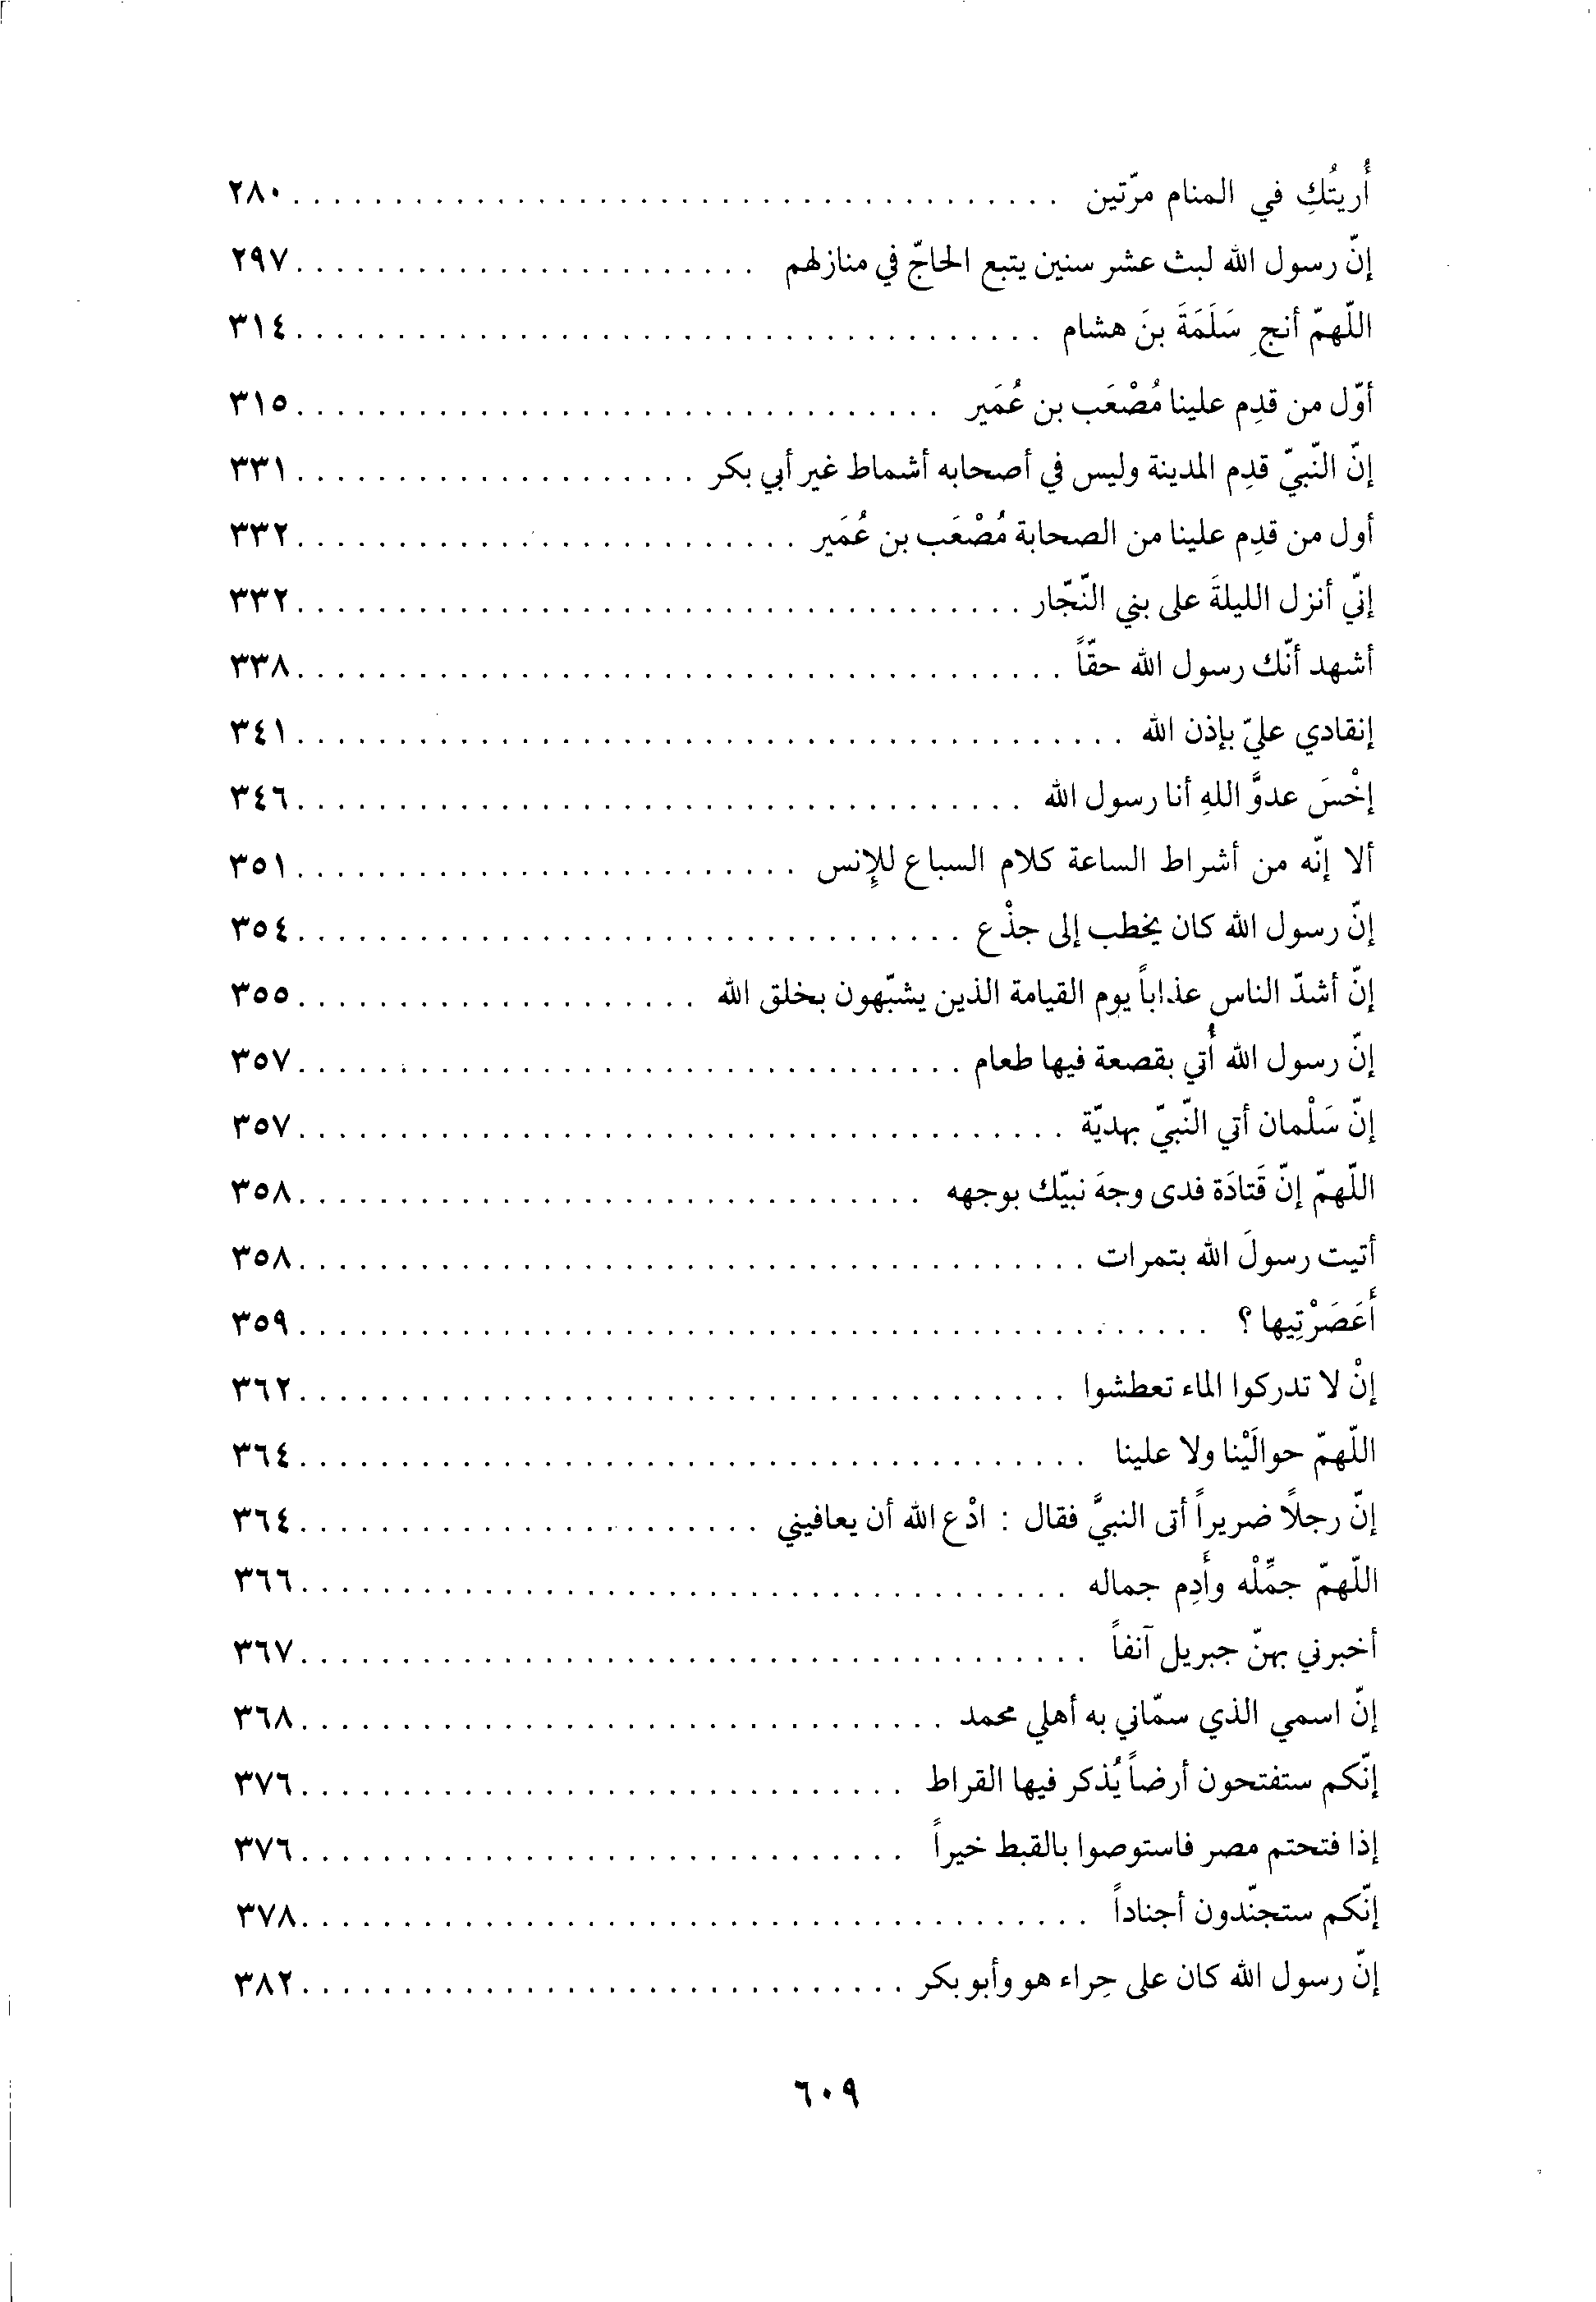 أُريتُكِ في المنام مرّتين . . . . . . . . . . . . . . . . . . . . ٢٨٠
إنّ رسول الله لبث عشر سنين يتبع الحاجّ في منازلهم . . . . . . . . . . . . . . . . . . . . ٢٩٧
اللّهمّ أنجِ سَلَمَةَ بنَ هشام . . . . . . . . . . . . . . . . . . . . ٣١٤
أوّل من قدِم علينا مُصْعَب بن عُمَير . . . . . . . . . . . . . . . . . . . . ٣١٥
إنّ النّبيّ قدِم المدينة وليس في أصحابه أشماط غير أبي بكر . . . . . . . . . . . . . . . . . . . . ٣٣١
أول من قدِم علينا من الصحابة مُصْعَب بن عُمَير . . . . . . . . . . . . . . . . . . . . ٣٣٢
إنّي أنزل الليلةَ على بني النّجّار . . . . . . . . . . . . . . . . . . . . ٣٣٢
أشهد أنّك رسول الله حقّاً . . . . . . . . . . . . . . . . . . . . ٣٣٨
إنقادي عليّ بإذن الله . . . . . . . . . . . . . . . . . . . . ٣٤١
إخْسَ عدوَّ اللهِ أنا رسول الله . . . . . . . . . . . . . . . . . . . . ٣٤٦
ألا إنّه من أشراط الساعة كلام السباع للإنس . . . . . . . . . . . . . . . . . . . . ٣٥١
إنّ رسول الله كان يخطب إلى جذْع . . . . . . . . . . . . . . . . . . . . ٣٥٤
إنّ أشدّ الناس عذاباً يوم القيامة الذين يشبّهون بخلق الله . . . . . . . . . . . . . . . . . . . . ٣٥٥
إنّ رسول الله أُتي بقصعة فيها طعام . . . . . . . . . . . . . . . . . . . . ٣٥٧
إنّ سَلْمان أتي النّبيّ بهديّة . . . . . . . . . . . . . . . . . . . . ٣٥٧
اللّهمّ إنّ قَتادَة فدى وجهَ نبيّك بوجهه . . . . . . . . . . . . . . . . . . . . ٣٥٨
أتيت رسولَ الله بتمرات . . . . . . . . . . . . . . . . . . . . ٣٥٨
أَعَصَرْتِيها ؟ . . . . . . . . . . . . . . . . . . . . ٣٥٩
إنْ لا تدركوا الماء تعطشوا . . . . . . . . . . . . . . . . . . . . ٣٦٢
اللّهمّ حوالَيْنا ولا علينا . . . . . . . . . . . . . . . . . . . . ٣٦٤
إنّ رجلاً ضريراً أتى النبيَّ فقال : ادْع الله أن يعافيني . . . . . . . . . . . . . . . . . . . . ٣٦٤
اللّهمّ جمِّلْه وأَدِم جماله . . . . . . . . . . . . . . . . . . . . ٣٦٦
أخبرني بهنّ جبريل آنفاً . . . . . . . . . . . . . . . . . . . . ٣٦٧
إنّ اسمي الذي سمّاني به أهلي محمد . . . . . . . . . . . . . . . . . . . . ٣٦٨
إنّكم ستفتحون أرضاً يُذكر فيها القراط . . . . . . . . . . . . . . . . . . . . ٣٧٦
إذا فتحتم مصر فاستوصوا بالقبط خيراً . . . . . . . . . . . . . . . . . . . . ٣٧٦
إنّكم ستجنّدون أجناداً . . . . . . . . . . . . . . . . . . . . ٣٧٨
إنّ رسول الله كان على حِراء هو وأبو بكر . . . . . . . . . . . . . . . . . . . . ٣٨٢
٦٠٩